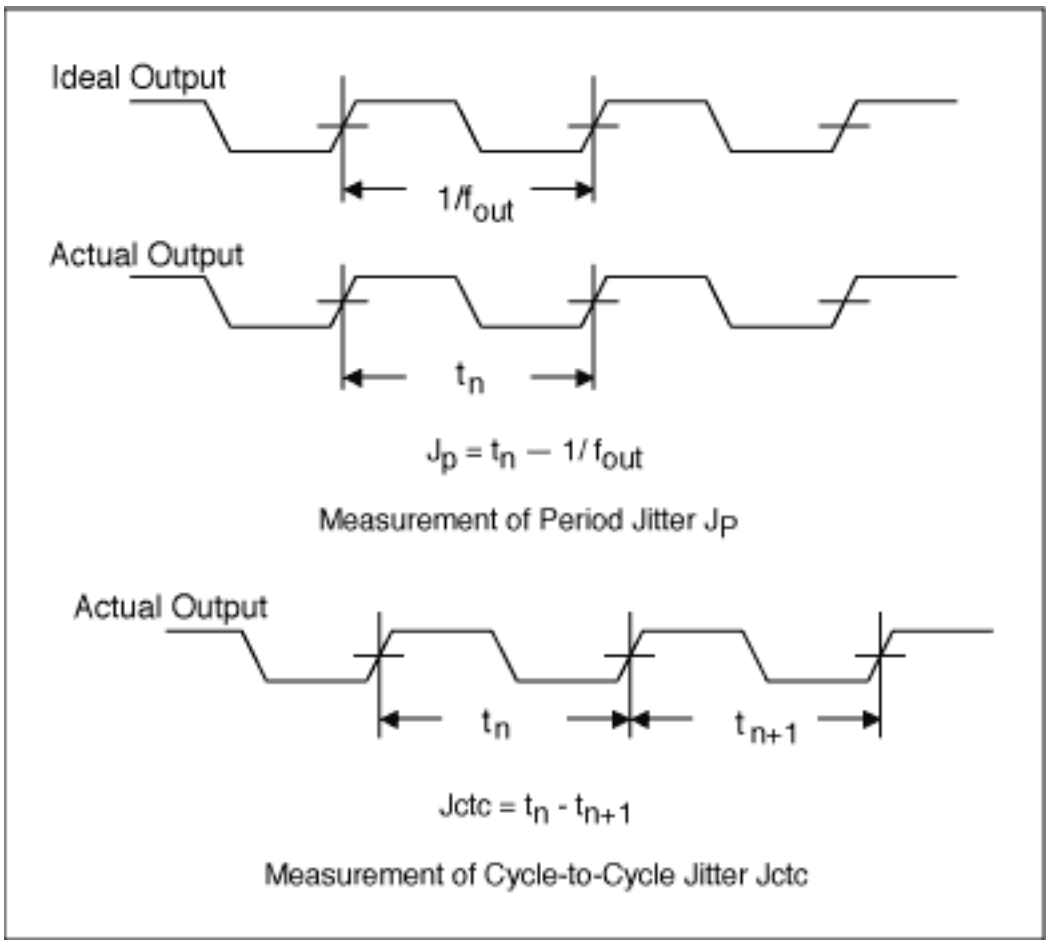 Ideal Output
1/fout
Actual Output
tn
Jp = tn — 1/ fout
Measurement of Period Jitter JP
Actual Output
tn
tn+1
Jctc = tn - tn+1
Measurement of Cycle-to-Cycle Jitter Jctc